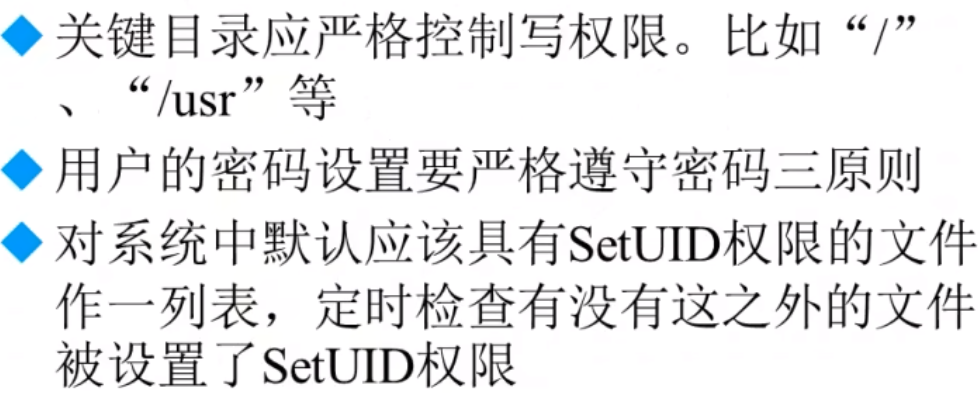 关键目录应严格控制写权限。比如“/”
、“/usr”等
用户的密码设置要严格遵守密码三原则
对系统中默认应该具有SetUID权限的文件
作一列表，定时检查有没有这之外的文件
被设置了SetUID权限